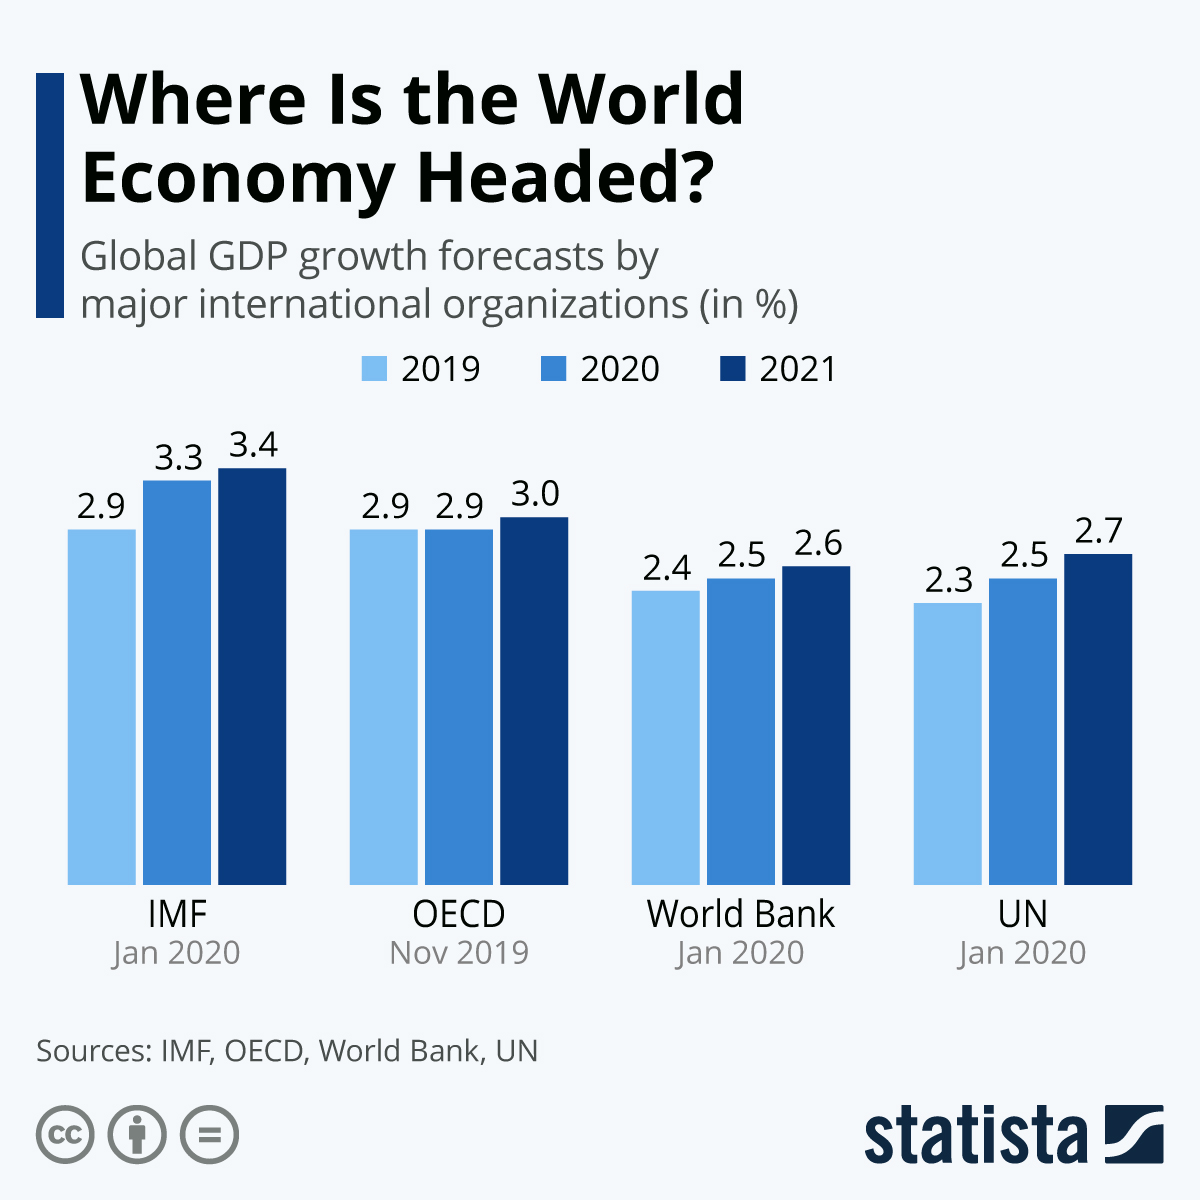 Where Is the World
Economy Headed?
Global GDP growth forecasts by
major international organizations (in %)
2019 2020 2021
2.9 3.3 3.4
2.9 2.9 3.0
2.4 2.5 2.6
2.3 2.5 2.7
IMF OECD World Bank UN
Jan 2020 Nov 2019 Jan 2020 Jan 2020
Sources: IMF, OECD, World Bank, UN
cc = statista